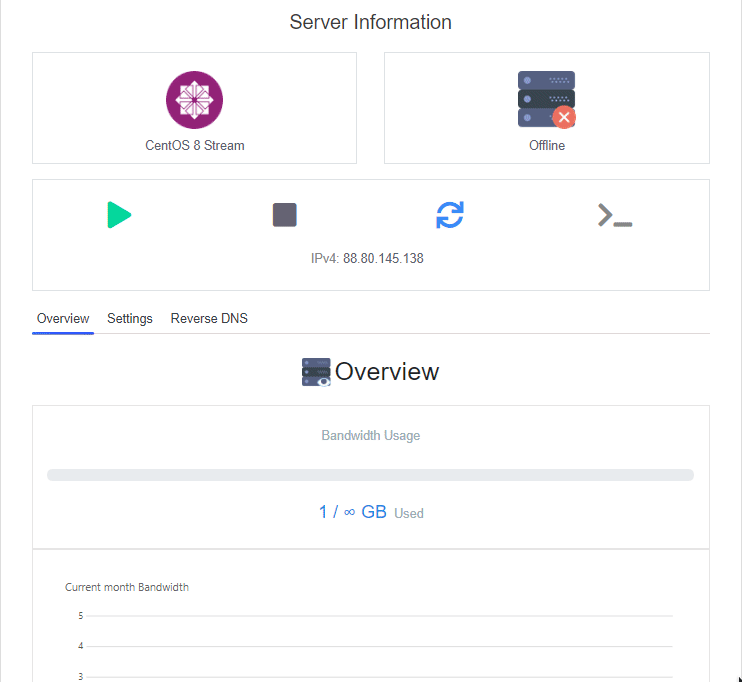 Server Information
CentOS 8 Stream
Offline
IPv4: 88.80.145.138
Overview Settings Reverse DNS
Overview
Bandwidth Usage
1 / ∞ GB Used
Current month Bandwidth
5
4
3